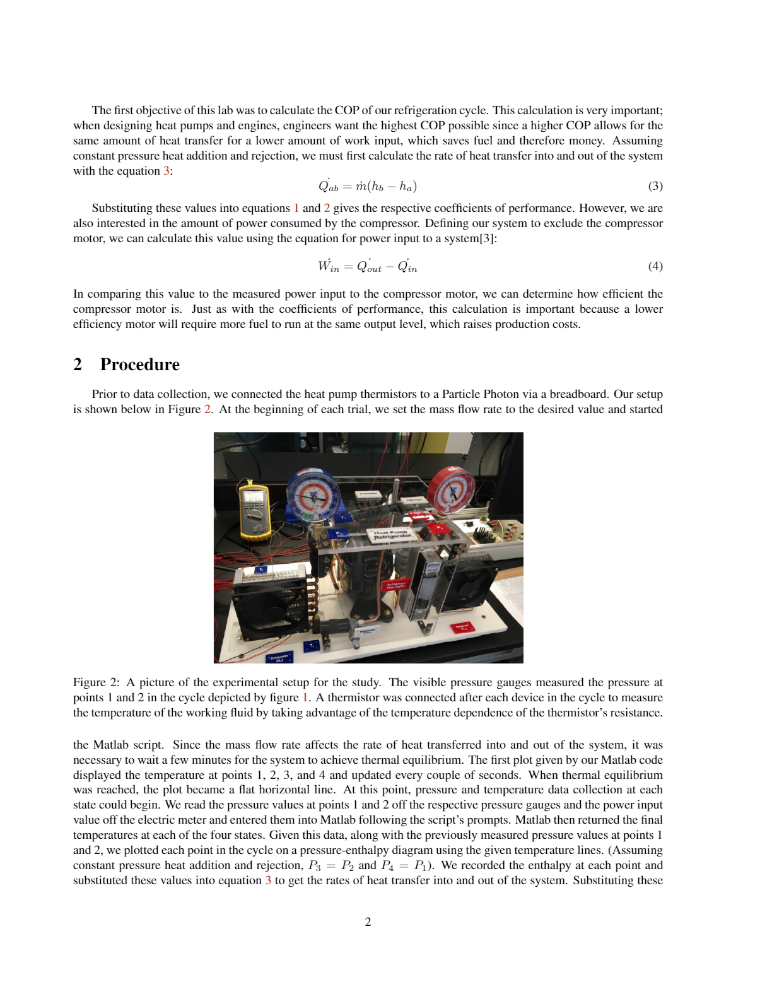 The first objective of this lab was to calculate the COP of our refrigeration cycle. This calculation is very important;
when designing heat pumps and engines, engineers want the highest COP possible since a higher COP allows for the
same amount of heat transfer for a lower amount of work input, which saves fuel and therefore money. Assuming
constant pressure heat addition and rejection, we must first calculate the rate of heat transfer into and out of the system
with the equation 3:
$\dot{Q_{ab}} = \dot{m}(h_b - h_a)$ (3)
Substituting these values into equations 1 and 2 gives the respective coefficients of performance. However, we are
also interested in the amount of power consumed by the compressor. Defining our system to exclude the compressor
motor, we can calculate this value using the equation for power input to a system[3]:
$\dot{W_{in}} = \dot{Q_{out}} - \dot{Q_{in}}$ (4)
In comparing this value to the measured power input to the compressor motor, we can determine how efficient the
compressor motor is. Just as with the coefficients of performance, this calculation is important because a lower
efficiency motor will require more fuel to run at the same output level, which raises production costs.
2 Procedure
Prior to data collection, we connected the heat pump thermistors to a Particle Photon via a breadboard. Our setup
is shown below in Figure 2. At the beginning of each trial, we set the mass flow rate to the desired value and started
Heat Pump
Refrigerator
Refrigerant
Flow
Evaporator
Condenser
Figure 2: A picture of the experimental setup for the study. The visible pressure gauges measured the pressure at
points 1 and 2 in the cycle depicted by figure 1. A thermistor was connected after each device in the cycle to measure
the temperature of the working fluid by taking advantage of the temperature dependence of the thermistor's resistance.
the Matlab script. Since the mass flow rate affects the rate of heat transferred into and out of the system, it was
necessary to wait a few minutes for the system to achieve thermal equilibrium. The first plot given by our Matlab code
displayed the temperature at points 1, 2, 3, and 4 and updated every couple of seconds. When thermal equilibrium
was reached, the plot became a flat horizontal line. At this point, pressure and temperature data collection at each
state could begin. We read the pressure values at points 1 and 2 off the respective pressure gauges and the power input
value off the electric meter and entered them into Matlab following the script's prompts. Matlab then returned the final
temperatures at each of the four states. Given this data, along with the previously measured pressure values at points 1
and 2, we plotted each point in the cycle on a pressure-enthalpy diagram using the given temperature lines. (Assuming
constant pressure heat addition and rejection, $P_3 = P_2$ and $P_4 = P_1$). We recorded the enthalpy at each point and
substituted these values into equation 3 to get the rates of heat transfer into and out of the system. Substituting these
2